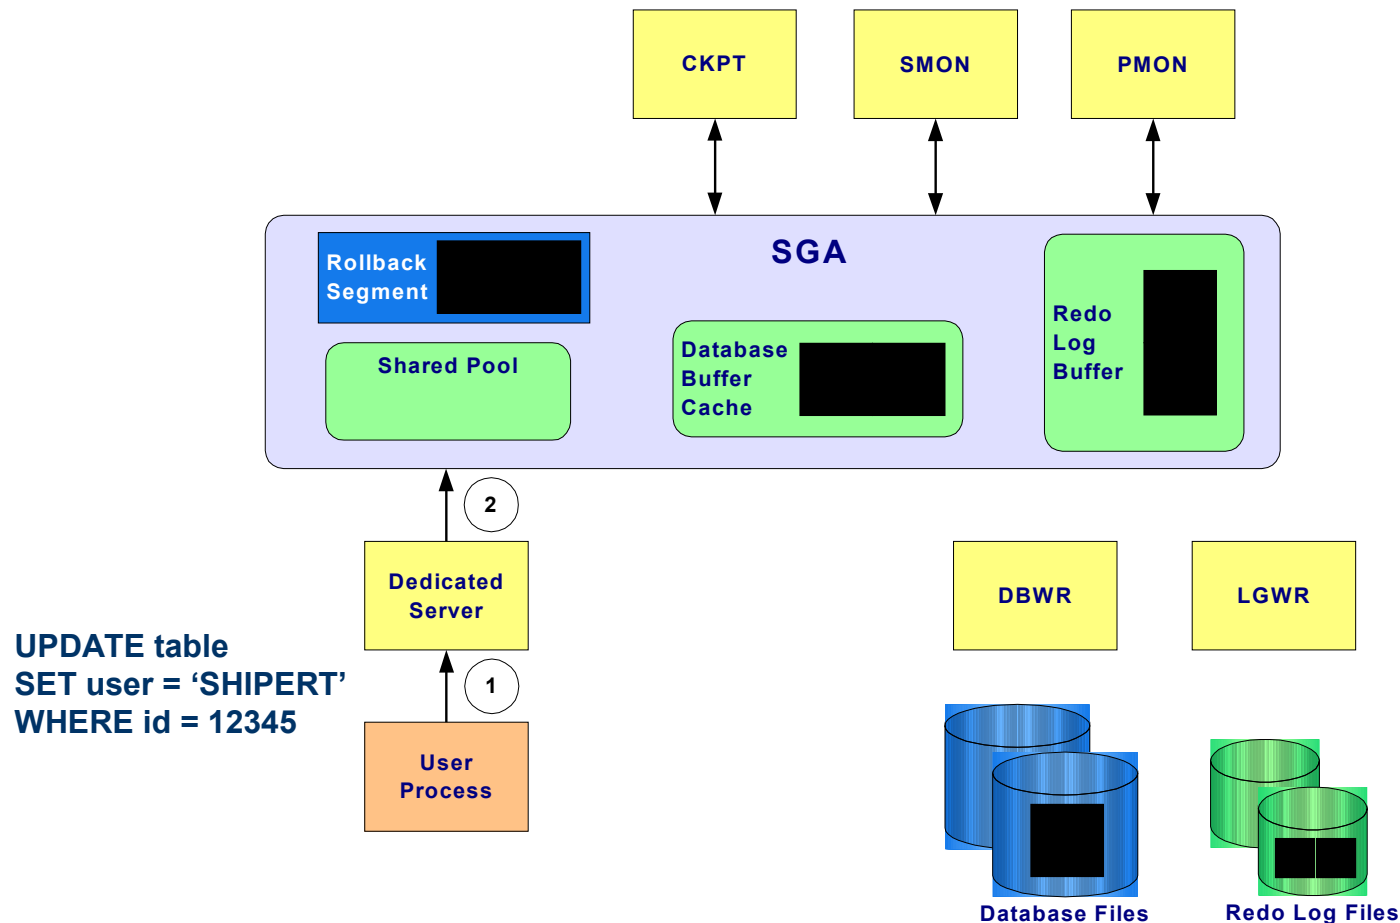 CKPT
SMON
PMON
SGA
Rollback
Segment
Shared Pool
Database
Buffer
Cache
Redo
Log
Buffer
2
Dedicated
Server
DBWR
LGWR
UPDATE table
SET user = ‘SHIPERT’
WHERE id = 12345
1
User
Process
Database Files
Redo Log Files